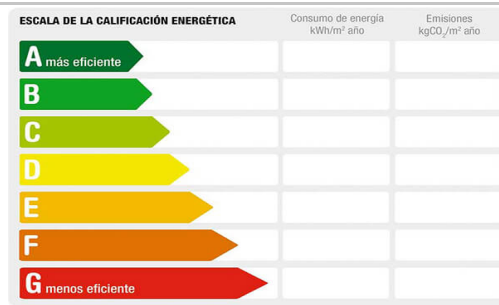 ESCALA DE LA CALIFICACIÓN ENERGÉTICA
Consumo de energía
kWh/m² año
Emisiones
kgCO₂/m² año
A más eficiente
B
C
D
E
F
G menos eficiente